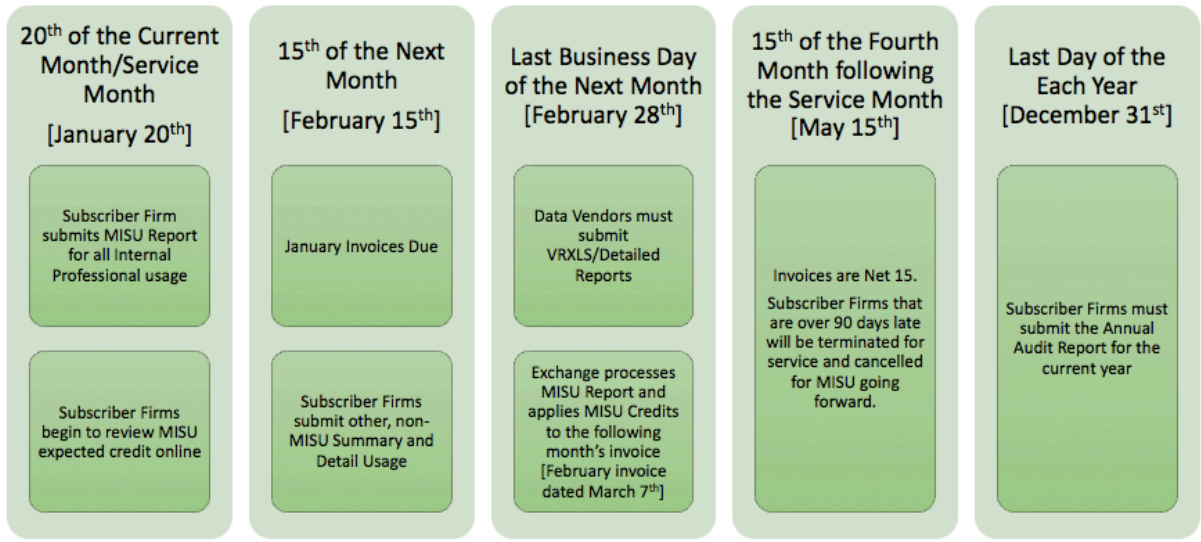 20th of the Current
Month/Service
Month
[January 20th]
Subscriber Firm
submits MISU Report
for all Internal
Professional usage
Subscriber Firms
begin to review MISU
expected credit online
15th of the Next
Month
[February 15th]
January Invoices Due
Subscriber Firms
submit other, non-
MISU Summary and
Detail Usage
Last Business Day
of the Next Month
[February 28th]
Data Vendors must
submit
VRXLS/Detailed
Reports
Exchange processes
MISU Report and
applies MISU Credits
to the following
month's invoice
[February invoice
dated March 7th]
15th of the Fourth
Month following
the Service Month
[May 15th]
Invoices are Net 15.
Subscriber Firms that
are over 90 days late
will be terminated for
service and cancelled
for MISU going
forward.
Last Day of the
Each Year
[December 31st]
Subscriber Firms must
submit the Annual
Audit Report for the
current year